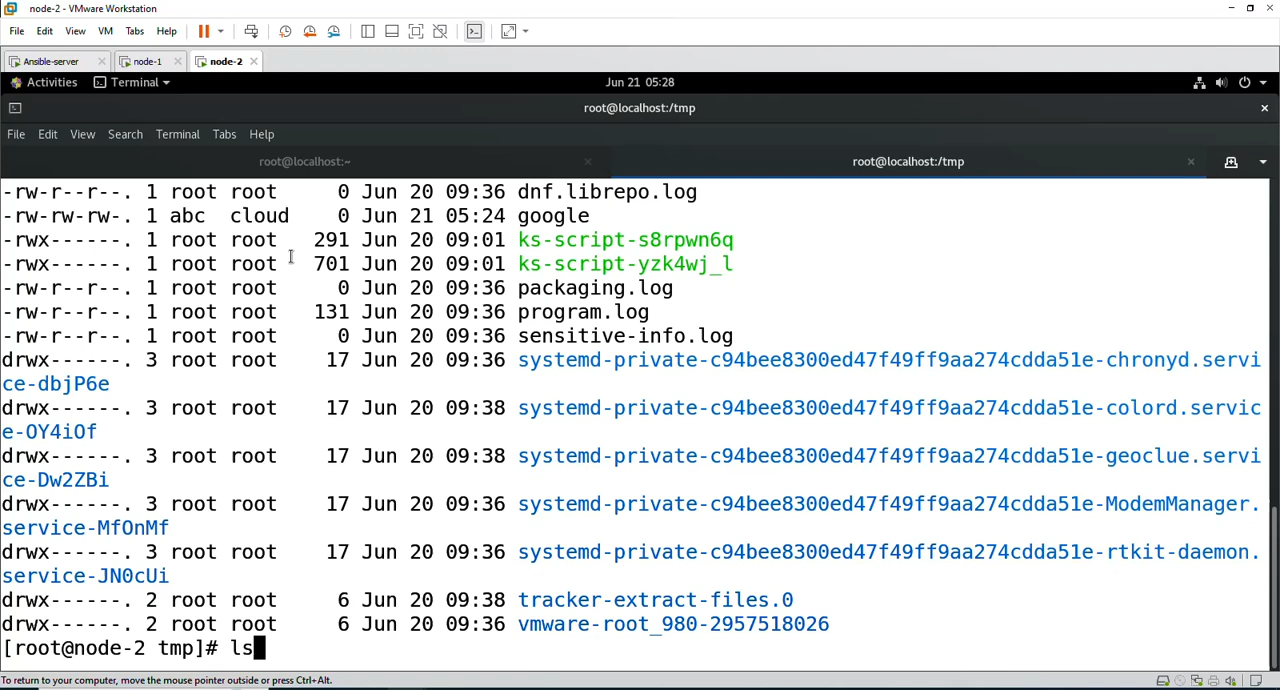 node-2 - VMware Workstation
File Edit View VM Tabs Help
Ansible-server node-1 node-2
Activities Terminal Jun 21 05:28
root@localhost:/tmp
File Edit View Search Terminal Tabs Help
root@localhost:~ root@localhost:/tmp
-rw-r--r--. 1 root root 0 Jun 20 09:36 dnf.librepo.log
-rw-rw-rw-. 1 abc cloud 0 Jun 21 05:24 google
-rwx------. 1 root root 291 Jun 20 09:01 ks-script-s8rpwn6q
-rwx------. 1 root root 701 Jun 20 09:01 ks-script-yzk4wj_l
-rw-r--r--. 1 root root 0 Jun 20 09:36 packaging.log
-rw-r--r--. 1 root root 131 Jun 20 09:36 program.log
-rw-r--r--. 1 root root 0 Jun 20 09:36 sensitive-info.log
drwx------. 3 root root 17 Jun 20 09:36 systemd-private-c94bee8300ed47f49ff9aa274cdda51e-chronyd.servi
ce-dbjP6e
drwx------. 3 root root 17 Jun 20 09:38 systemd-private-c94bee8300ed47f49ff9aa274cdda51e-colord.servic
e-OY4iOf
drwx------. 3 root root 17 Jun 20 09:38 systemd-private-c94bee8300ed47f49ff9aa274cdda51e-geoclue.servi
ce-Dw2ZBi
drwx------. 3 root root 17 Jun 20 09:36 systemd-private-c94bee8300ed47f49ff9aa274cdda51e-ModemManager.
service-MfOnMf
drwx------. 3 root root 17 Jun 20 09:36 systemd-private-c94bee8300ed47f49ff9aa274cdda51e-rtkit-daemon.
service-JN0cUi
drwx------. 2 root root 6 Jun 20 09:38 tracker-extract-files.0
drwx------. 2 root root 6 Jun 20 09:36 vmware-root_980-2957518026
[root@node-2 tmp]# ls
To return to your computer, move the mouse pointer outside or press Ctrl+Alt.